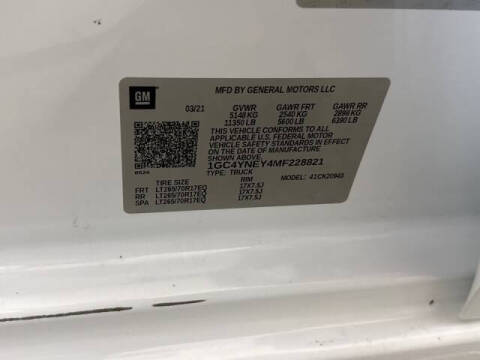 GM
MFD BY GENERAL MOTORS LLC
03/21 GVWR GAWR FRT GAWR RR
5148 KG 2540 KG 2898 KG
11350 LB 5600 LB 6390 LB
THIS VEHICLE CONFORMS TO ALL
APPLICABLE U.S. FEDERAL MOTOR
VEHICLE SAFETY STANDARDS IN
EFFECT ON THE DATE OF MANUFACTURE
SHOWN ABOVE.
1GC4YNEY4MF228821
TYPE: TRUCK MODEL: 41CK20943
TIRE SIZE RIM
FRT LT265/70R17EQ 17X7.5J
RR LT265/70R17EQ 17X7.5J
SPA LT265/70R17EQ 17X7.5J